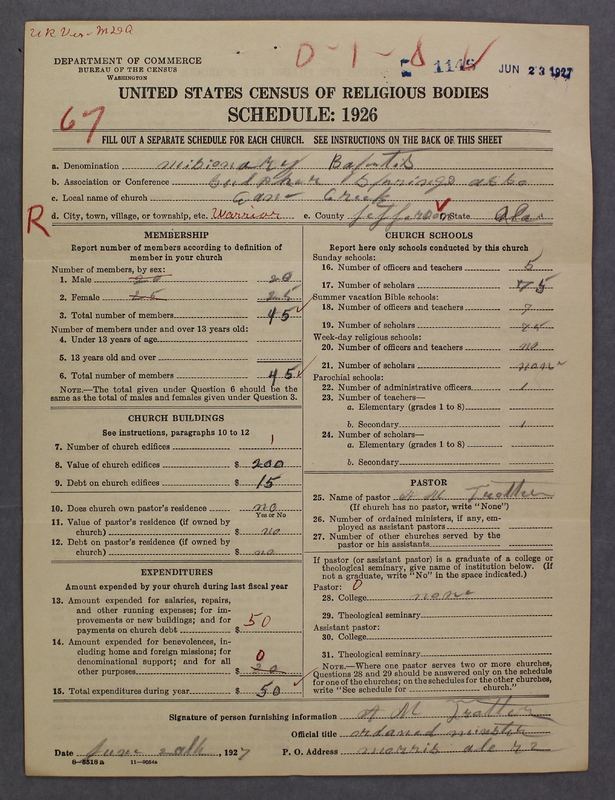 DEPARTMENT OF COMMERCE
BUREAU OF THE CENSUS
WASHINGTON
0-1-8
1149
JUN 23 1927
UNITED STATES CENSUS OF RELIGIOUS BODIES
SCHEDULE: 1926
67
FILL OUT A SEPARATE SCHEDULE FOR EACH CHURCH. SEE INSTRUCTIONS ON THE BACK OF THIS SHEET
a. Denomination Missionary Baptis
b. Association or Conference Sulphur Springs
c. Local name of church Cane Creek
R
d. City, town, village, or township, etc. Warrior e. County Jefferson State Ala
MEMBERSHIP
Report number of members according to definition of member in your church
Number of members, by sex:
1. Male 20 20
2. Female 25 25
3. Total number of members 45
Number of members under and over 13 years old:
4. Under 13 years of age
5. 13 years old and over
6. Total number of members 45
NOTE.—The total given under Question 6 should be the same as the total of males and females given under Question 3.
CHURCH BUILDINGS
See instructions, paragraphs 10 to 12
7. Number of church edifices 1
8. Value of church edifices $ 200
9. Debt on church edifices $ 15
10. Does church own pastor's residence no
Yes or No
11. Value of pastor's residence (if owned by church) $ no
12. Debt on pastor's residence (if owned by church) $ no
EXPENDITURES
Amount expended by your church during last fiscal year
13. Amount expended for salaries, repairs, and other running expenses; for improvements or new buildings; and for payments on church debt $ 50
14. Amount expended for benevolences, including home and foreign missions; for denominational support; and for all other purposes $ 20 0
15. Total expenditures during year $ 50
CHURCH SCHOOLS
Report here only schools conducted by this church
Sunday schools:
16. Number of officers and teachers 5
17. Number of scholars 45
Summer vacation Bible schools:
18. Number of officers and teachers 7
19. Number of scholars
Week-day religious schools:
20. Number of officers and teachers no
21. Number of scholars none
Parochial schools:
22. Number of administrative officers 1
23. Number of teachers—
a. Elementary (grades 1 to 8)
b. Secondary 1
24. Number of scholars—
a. Elementary (grades 1 to 8)
b. Secondary
PASTOR
25. Name of pastor A M Trotter
(If church has no pastor, write "None")
26. Number of ordained ministers, if any, employed as assistant pastors
27. Number of other churches served by the pastor or his assistants
If pastor (or assistant pastor) is a graduate of a college or theological seminary, give name of institution below. (If not a graduate, write "No" in the space indicated.)
Pastor: 0
28. College none
29. Theological seminary
Assistant pastor:
30. College
31. Theological seminary
NOTE.—Where one pastor serves two or more churches, Questions 28 and 29 should be answered only on the schedule for one of the churches; on the schedules for the other churches, write "See schedule for church."
Signature of person furnishing information A M Trotter
Official title ordaned minster
Date June, 1927 P. O. Address morris ala r2
8—5518 a 11—9054a